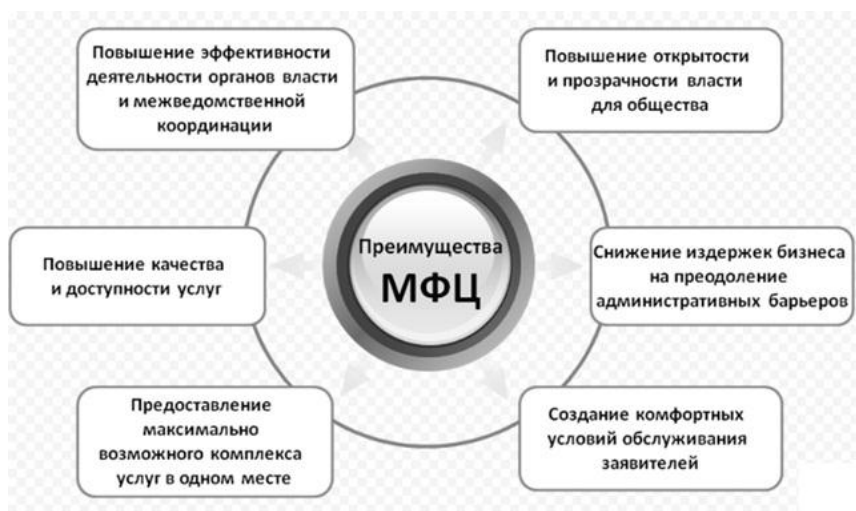 Повышение эффективности
деятельности органов власти
и межведомственной
координации
Повышение открытости
и прозрачности власти
для общества
Преимущества
МФЦ
Повышение качества
и доступности услуг
Снижение издержек бизнеса
на преодоление
административных барьеров
Предоставление
максимально
возможного комплекса
услуг в одном месте
Создание комфортных
условий обслуживания
заявителей